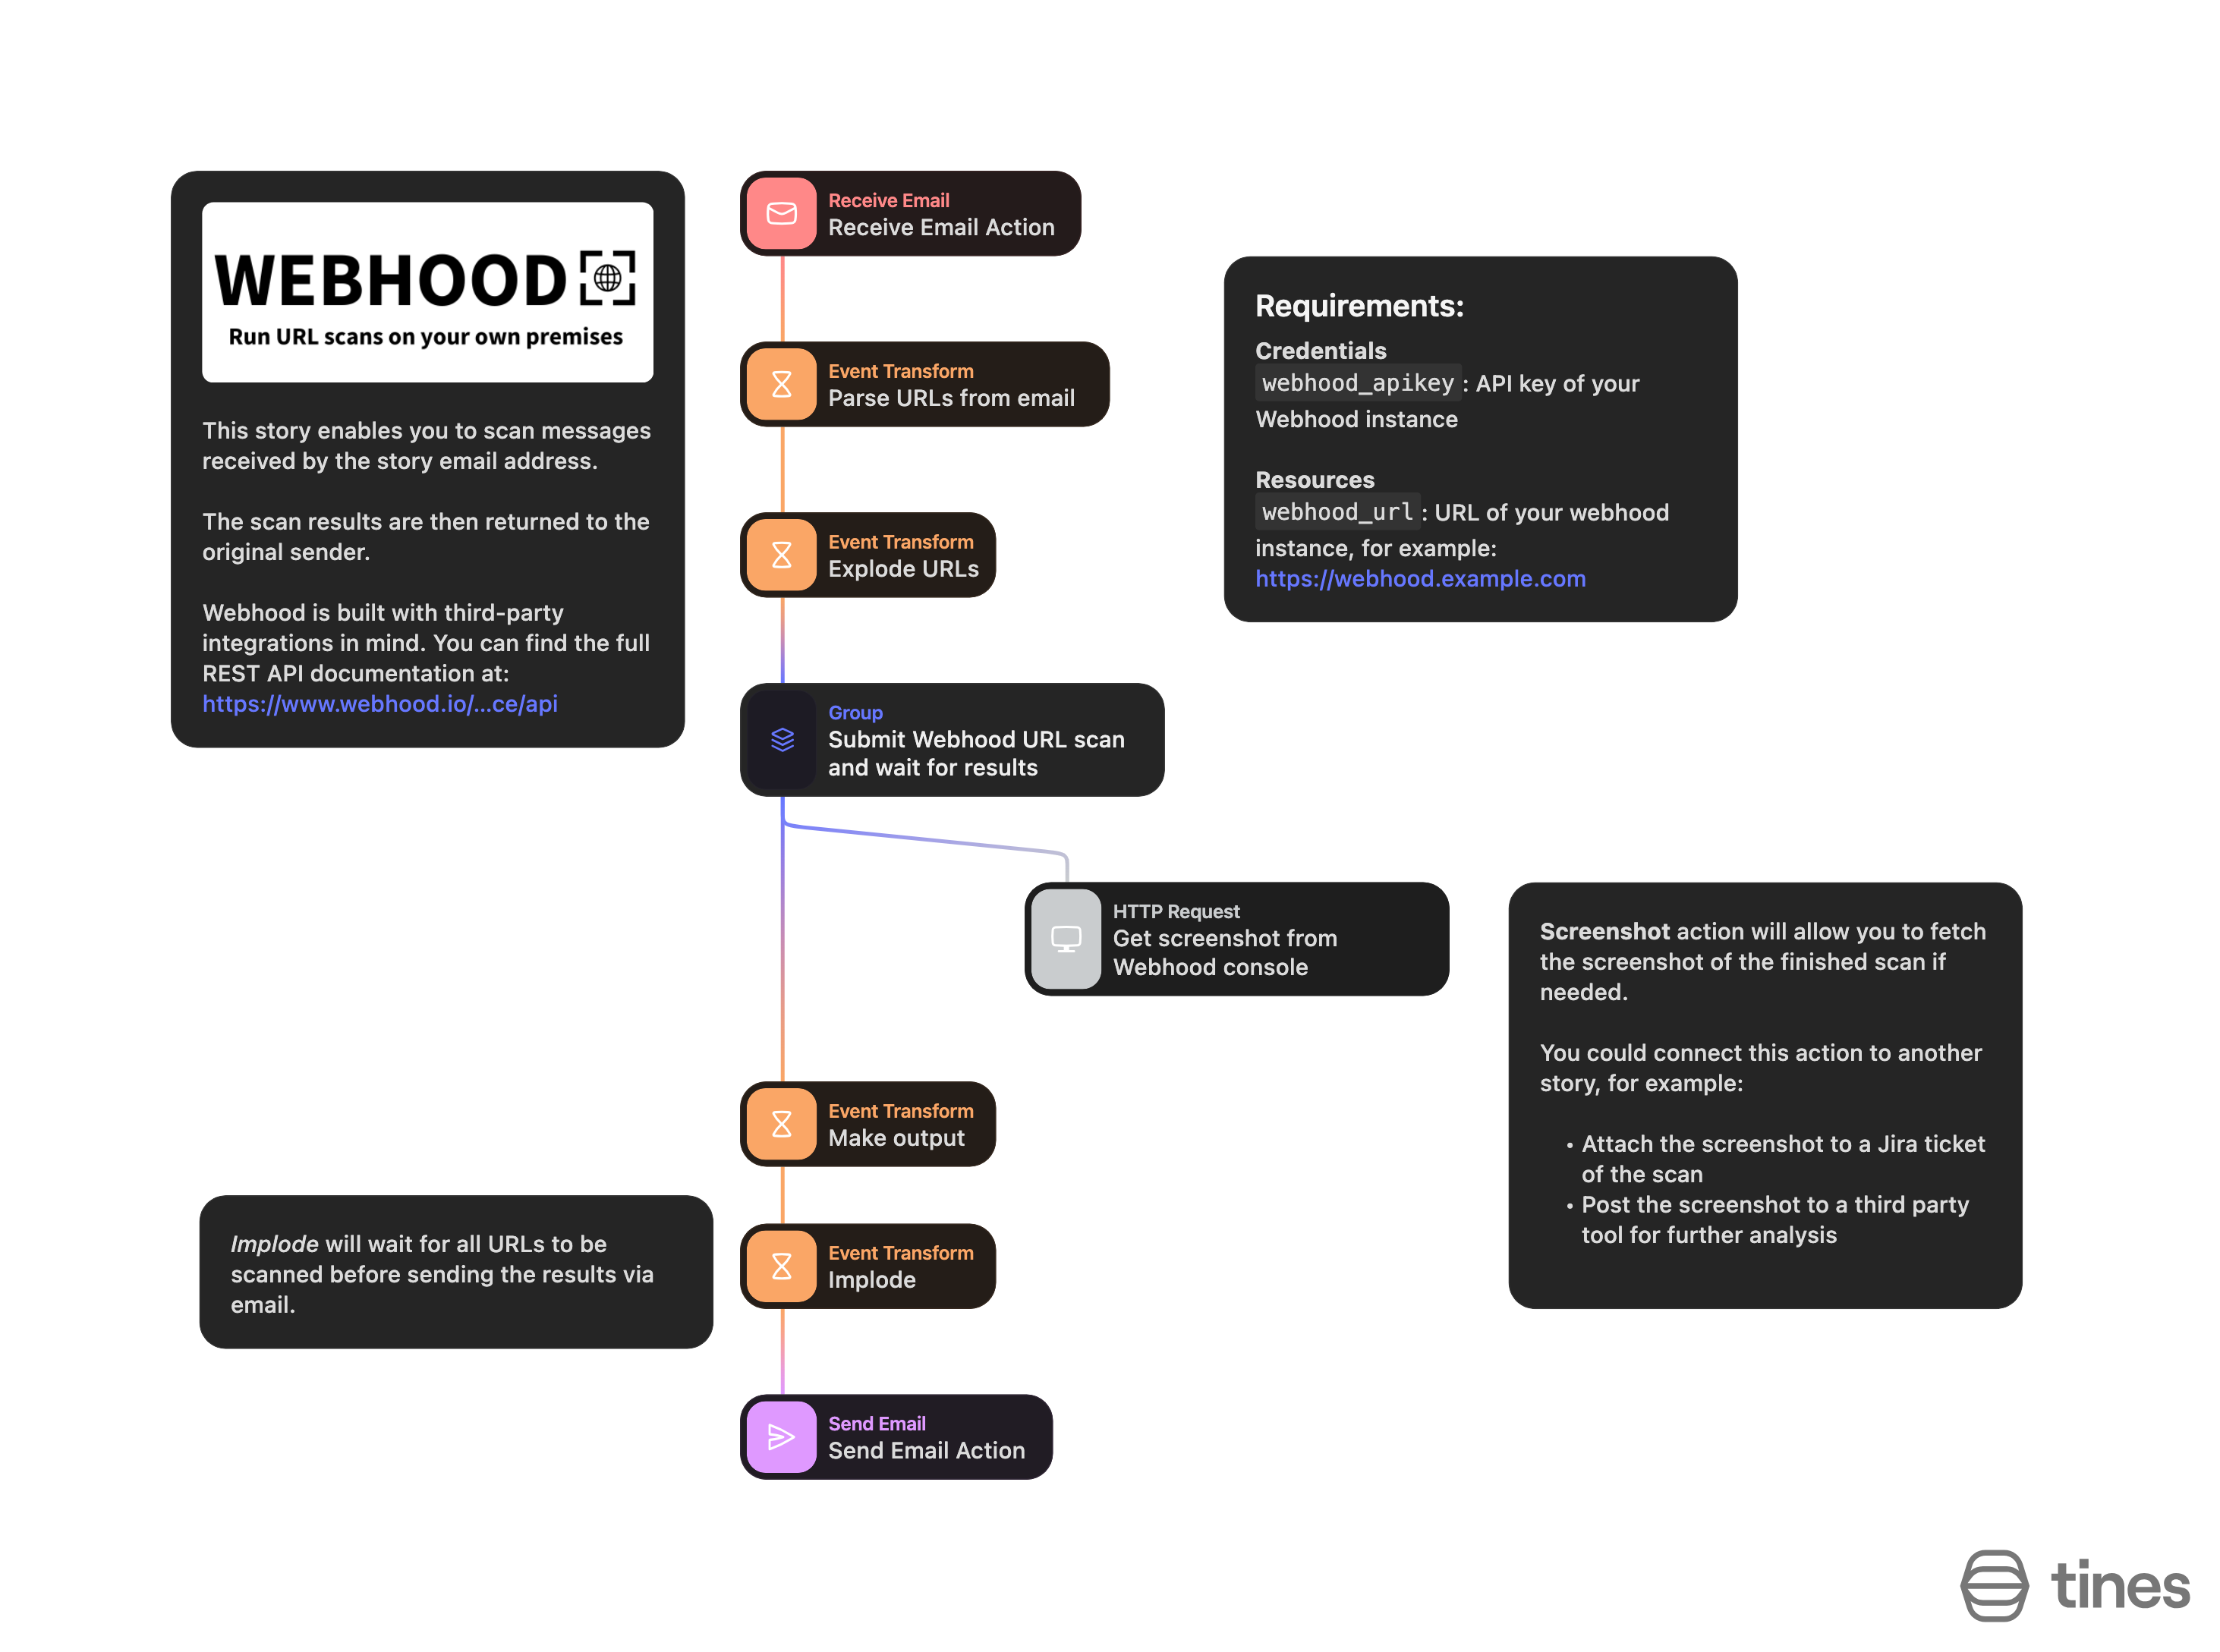 WEBHOOD
Run URL scans on your own premises
This story enables you to scan messages
received by the story email address.
The scan results are then returned to the
original sender.
Webhood is built with third-party
integrations in mind. You can find the full
REST API documentation at:
https://www.webhood.io/...ce/api
Receive Email
Receive Email Action
Event Transform
Parse URLs from email
Event Transform
Explode URLs
Group
Submit Webhood URL scan
and wait for results
Requirements:
Credentials
webhood_apikey: API key of your
Webhood instance
Resources
webhood_url: URL of your webhood
instance, for example:
https://webhood.example.com
HTTP Request
Get screenshot from
Webhood console
Screenshot action will allow you to fetch
the screenshot of the finished scan if
needed.
You could connect this action to another
story, for example:
• Attach the screenshot to a Jira ticket
of the scan
• Post the screenshot to a third party
tool for further analysis
Event Transform
Make output
Implode will wait for all URLs to be
scanned before sending the results via
email.
Event Transform
Implode
Send Email
Send Email Action
tines